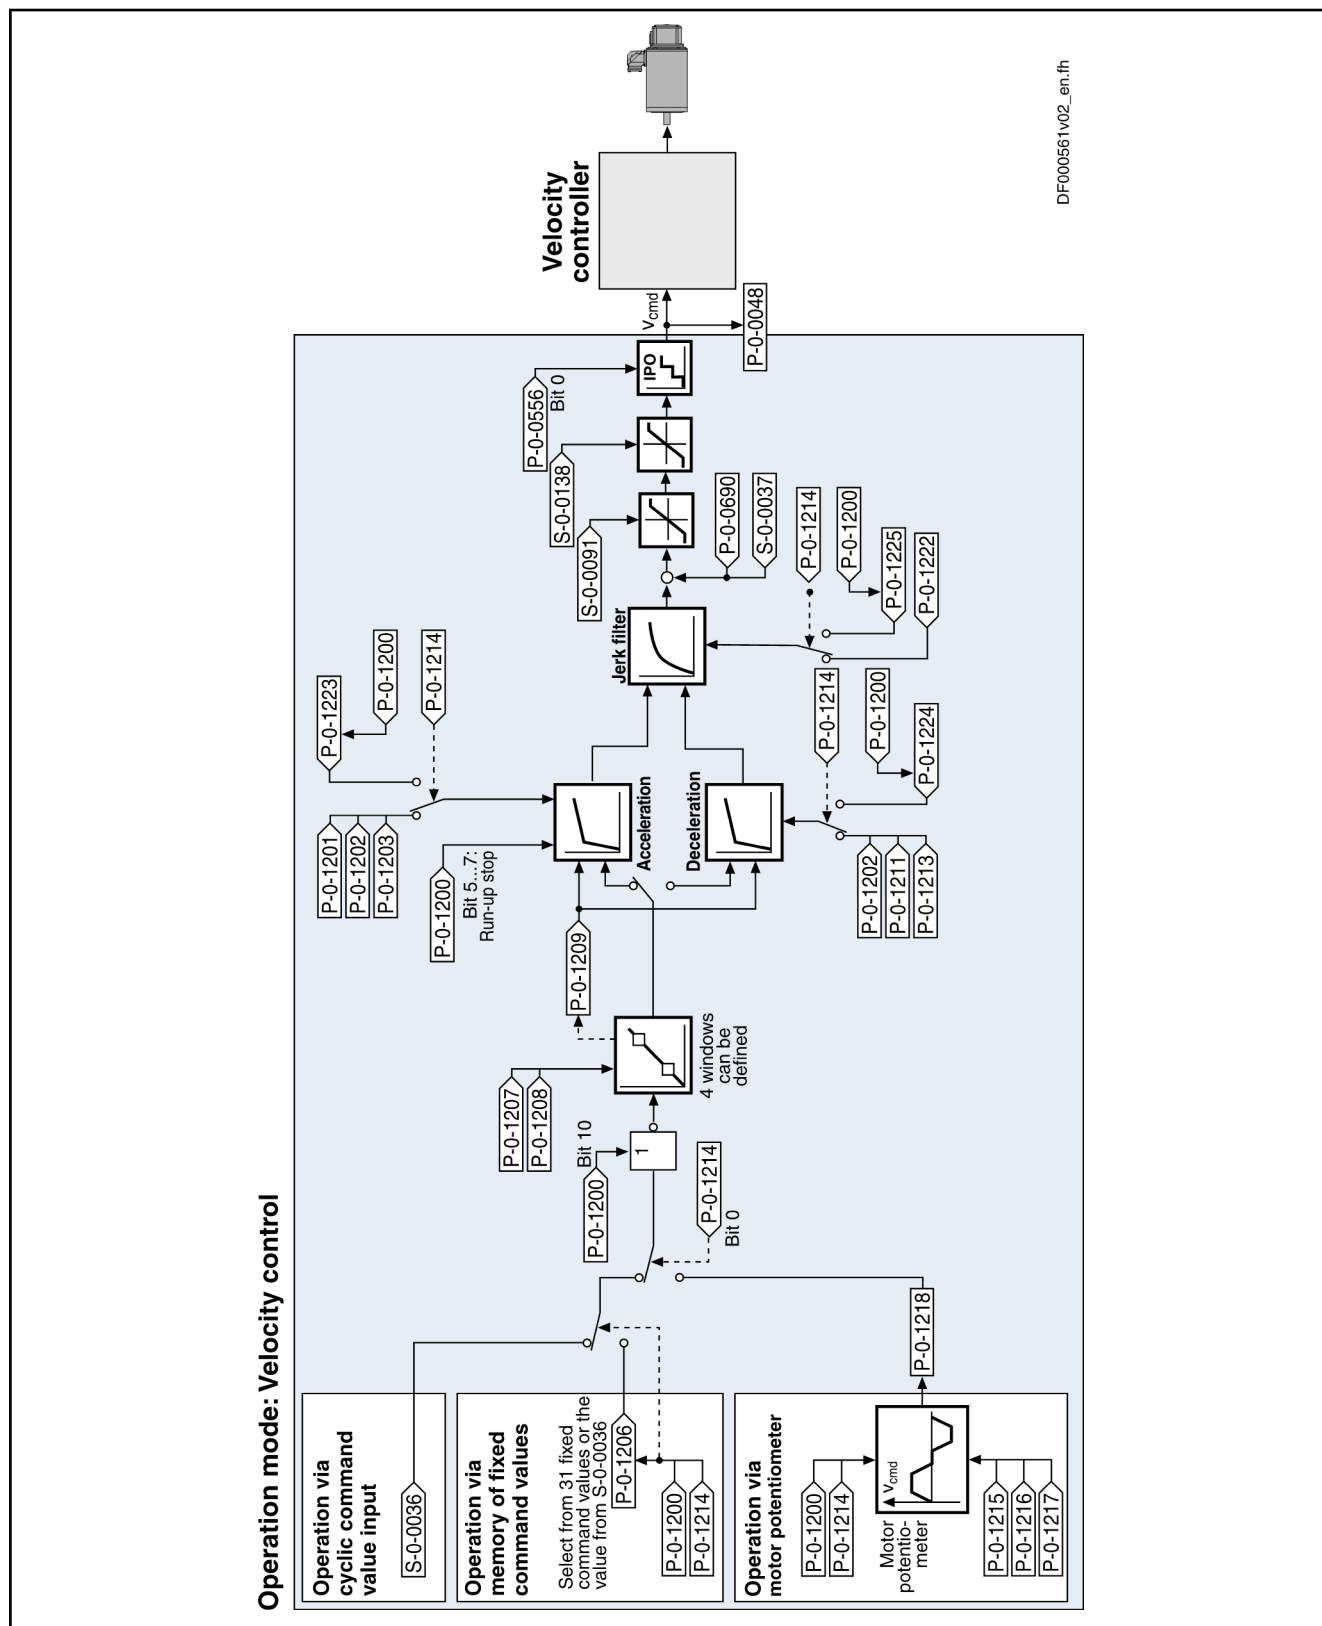 Operation mode: Velocity control
Operation via
cyclic command
value input
S-0-0036
Operation via
memory of fixed
command values
Select from 31 fixed
command values or the
value from S-0-0036
P-0-1206
P-0-1200
P-0-1214
Operation via
motor potentiometer
P-0-1200
P-0-1214
Motor
potentio-
meter
vcmd
P-0-1215
P-0-1216
P-0-1217
P-0-1218
P-0-1200
Bit 10
1
P-0-1214
Bit 0
P-0-1207
P-0-1208
4 windows
can be
defined
P-0-1209
P-0-1201
P-0-1202
P-0-1203
P-0-1200
Bit 5...7:
Run-up stop
P-0-1223
P-0-1200
P-0-1214
Acceleration
Deceleration
P-0-1202
P-0-1211
P-0-1213
P-0-1214
P-0-1200
P-0-1224
Jerk filter
P-0-1214
P-0-1200
P-0-1225
P-0-1222
S-0-0091
S-0-0138
P-0-0556
Bit 0
P-0-0690
S-0-0037
IPO
vcmd
P-0-0048
Velocity
controller
DF000561v02_en.fh